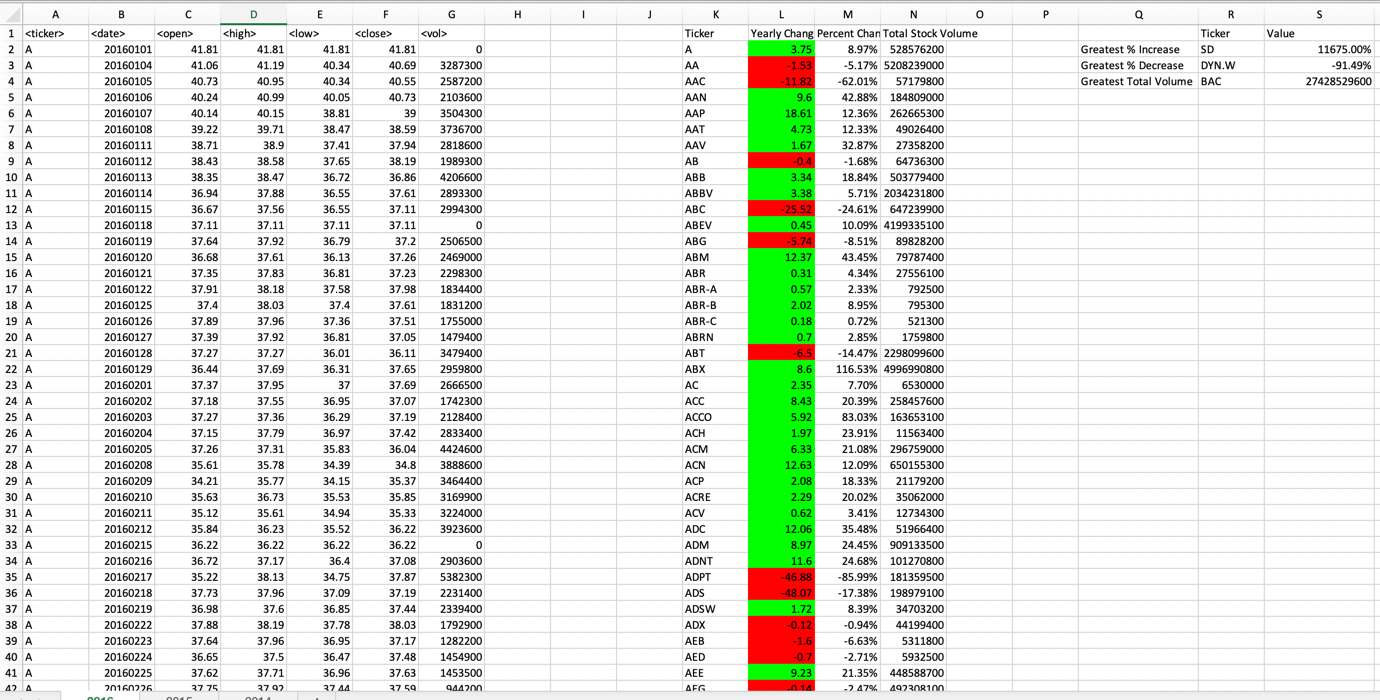 A B C D E F G H I J K L M N O P Q R S
1 <ticker> <date> <open> <high> <low> <close> <vol> Ticker Yearly Chang Percent Chan Total Stock Volume Ticker Value
2 A 20160101 41.81 41.81 41.81 41.81 0 A 3.75 8.97% 528576200 Greatest % Increase SD 11675.00%
3 A 20160104 41.06 41.19 40.34 40.69 3287300 AA -1.53 -5.17% 5208239000 Greatest % Decrease DYN.W -91.49%
4 A 20160105 40.73 40.95 40.34 40.55 2587200 AAC -11.82 -62.01% 57179800 Greatest Total Volume BAC 27428529600
5 A 20160106 40.24 40.99 40.05 40.73 2103600 AAN 9.6 42.88% 184809000
6 A 20160107 40.14 40.15 38.81 39 3504300 AAP 18.61 12.36% 262665300
7 A 20160108 39.22 39.71 38.47 38.59 3736700 AAT 4.73 12.33% 49026400
8 A 20160111 38.71 38.9 37.41 37.94 2818600 AAV 1.67 32.87% 27358200
9 A 20160112 38.43 38.58 37.65 38.19 1989300 AB -0.4 -1.68% 64736300
10 A 20160113 38.35 38.47 36.72 36.86 4206600 ABB 3.34 18.84% 503779400
11 A 20160114 36.94 37.88 36.55 37.61 2893300 ABBV 3.38 5.71% 2034231800
12 A 20160115 36.67 37.56 36.55 37.11 2994300 ABC -25.52 -24.61% 647239900
13 A 20160118 37.11 37.11 37.11 37.11 0 ABEV 0.45 10.09% 4199335100
14 A 20160119 37.64 37.92 36.79 37.2 2506500 ABG -5.74 -8.51% 89828200
15 A 20160120 36.68 37.61 36.13 37.26 2469000 ABM 12.37 43.45% 79787400
16 A 20160121 37.35 37.83 36.81 37.23 2298300 ABR 0.31 4.34% 27556100
17 A 20160122 37.91 38.18 37.58 37.98 1834400 ABR-A 0.57 2.33% 792500
18 A 20160125 37.4 38.03 37.4 37.61 1831200 ABR-B 2.02 8.95% 795300
19 A 20160126 37.89 37.96 37.36 37.51 1755000 ABR-C 0.18 0.72% 521300
20 A 20160127 37.39 37.92 36.81 37.05 1479400 ABRN 0.7 2.85% 1759800
21 A 20160128 37.27 37.27 36.01 36.11 3479400 ABT -6.5 -14.47% 2298099600
22 A 20160129 36.44 37.69 36.31 37.65 2959800 ABX 8.6 116.53% 4996990800
23 A 20160201 37.37 37.95 37 37.69 2666500 AC 2.35 7.70% 6530000
24 A 20160202 37.18 37.55 36.95 37.07 1742300 ACC 8.43 20.39% 258457600
25 A 20160203 37.27 37.36 36.29 37.19 2128400 ACCO 5.92 83.03% 163653100
26 A 20160204 37.15 37.79 36.97 37.42 2833400 ACH 1.97 23.91% 11563400
27 A 20160205 37.26 37.31 35.83 36.04 4424600 ACM 6.33 21.08% 296759000
28 A 20160208 35.61 35.78 34.39 34.8 3888600 ACN 12.63 12.09% 650155300
29 A 20160209 34.21 35.77 34.15 35.37 3464400 ACP 2.08 18.33% 21179200
30 A 20160210 35.63 36.73 35.53 35.85 3169900 ACRE 2.29 20.02% 35062000
31 A 20160211 35.12 35.61 34.94 35.33 3224000 ACV 0.62 3.41% 12734300
32 A 20160212 35.84 36.23 35.52 36.22 3923600 ADC 12.06 35.48% 51966400
33 A 20160215 36.22 36.22 36.22 36.22 0 ADM 8.97 24.45% 909133500
34 A 20160216 36.72 37.17 36.4 37.08 2903600 ADNT 11.6 24.68% 101270800
35 A 20160217 35.22 38.13 34.75 37.87 5382300 ADPT -46.88 -85.99% 181359500
36 A 20160218 37.73 37.96 37.09 37.19 2231400 ADS -48.07 -17.38% 198979100
37 A 20160219 36.98 37.6 36.85 37.44 2339400 ADSW 1.72 8.39% 34703200
38 A 20160222 37.88 38.19 37.78 38.03 1792900 ADX -0.12 -0.94% 44199400
39 A 20160223 37.64 37.96 36.95 37.17 1282200 AEB -1.6 -6.63% 5311800
40 A 20160224 36.65 37.5 36.47 37.48 1454900 AED -0.7 -2.71% 5932500
41 A 20160225 37.62 37.71 36.96 37.63 1453500 AEE 9.23 21.35% 448588700
42 A 20160226 37.75 37.92 37.44 37.59 944200 AEG -0.14 -2.47% 492308100
2016 2015 2014